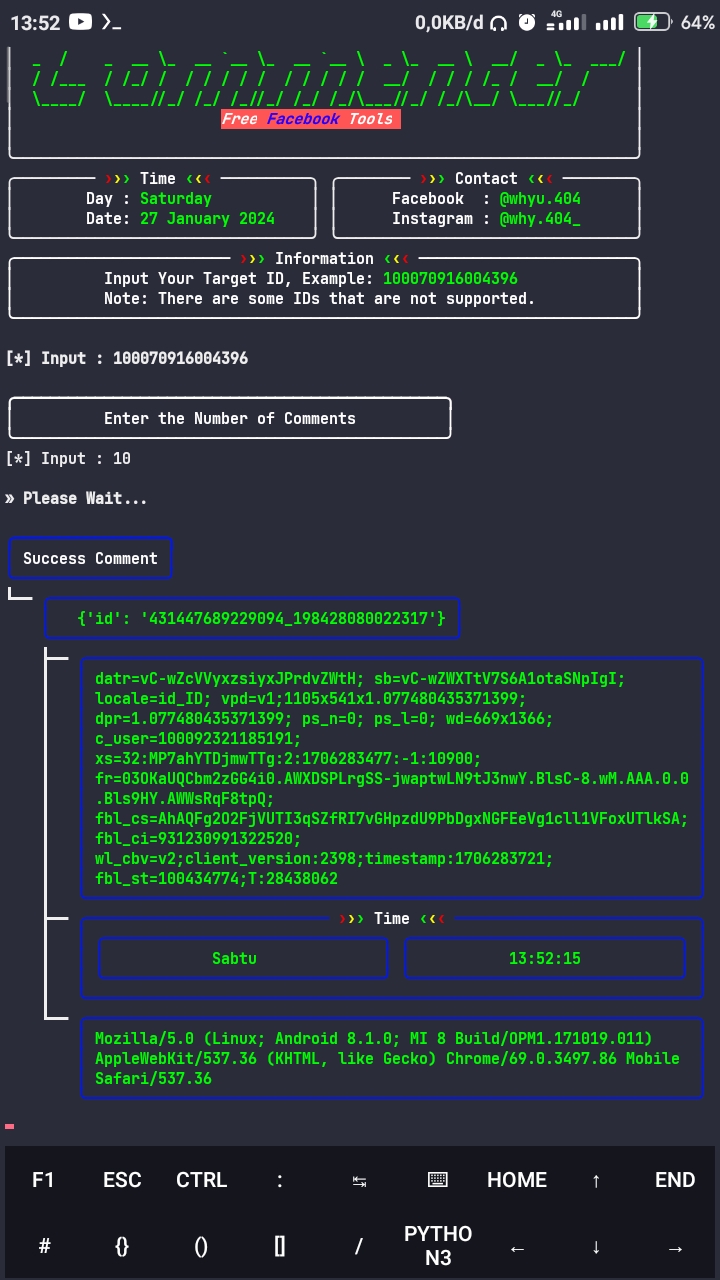 13:52 0,0KB/d 4G 64%
Free Facebook Tools
››› Time ‹‹‹
Day : Saturday
Date: 27 January 2024
››› Contact ‹‹‹
Facebook : @whyu.404
Instagram : @why.404_
››› Information ‹‹‹
Input Your Target ID, Example: 100070916004396
Note: There are some IDs that are not supported.
[*] Input : 100070916004396
Enter the Number of Comments
[*] Input : 10
» Please Wait...
Success Comment
{'id': '431447689229094_198428080022317'}
datr=vC-wZcVVyxzsiyxJPrdvZWtH; sb=vC-wZWXTtV7S6A1otaSNpIgI;
locale=id_ID; vpd=v1;1105x541x1.077480435371399;
dpr=1.077480435371399; ps_n=0; ps_l=0; wd=669x1366;
c_user=100092321185191;
xs=32:MP7ahYTDjmwTTg:2:1706283477:-1:10900;
fr=03OKaUQCbm2zGG4i0.AWXDSPLrgSS-jwaptwLN9tJ3nwY.BlsC-8.wM.AAA.0.0
.Bls9HY.AWWsRqF8tpQ;
fbl_cs=AhAQFg2O2FjVUTI3qSZfRI7vGHpzdU9PbDgxNGFEeVg1cll1VFoxUTlkSA;
fbl_ci=931230991322520;
wl_cbv=v2;client_version:2398;timestamp:1706283721;
fbl_st=100434774;T:28438062
››› Time ‹‹‹
Sabtu 13:52:15
Mozilla/5.0 (Linux; Android 8.1.0; MI 8 Build/OPM1.171019.011)
AppleWebKit/537.36 (KHTML, like Gecko) Chrome/69.0.3497.86 Mobile
Safari/537.36
F1 ESC CTRL : ↹ HOME ↑ END
# {} () [] / PYTHO
N3 ← ↓ →